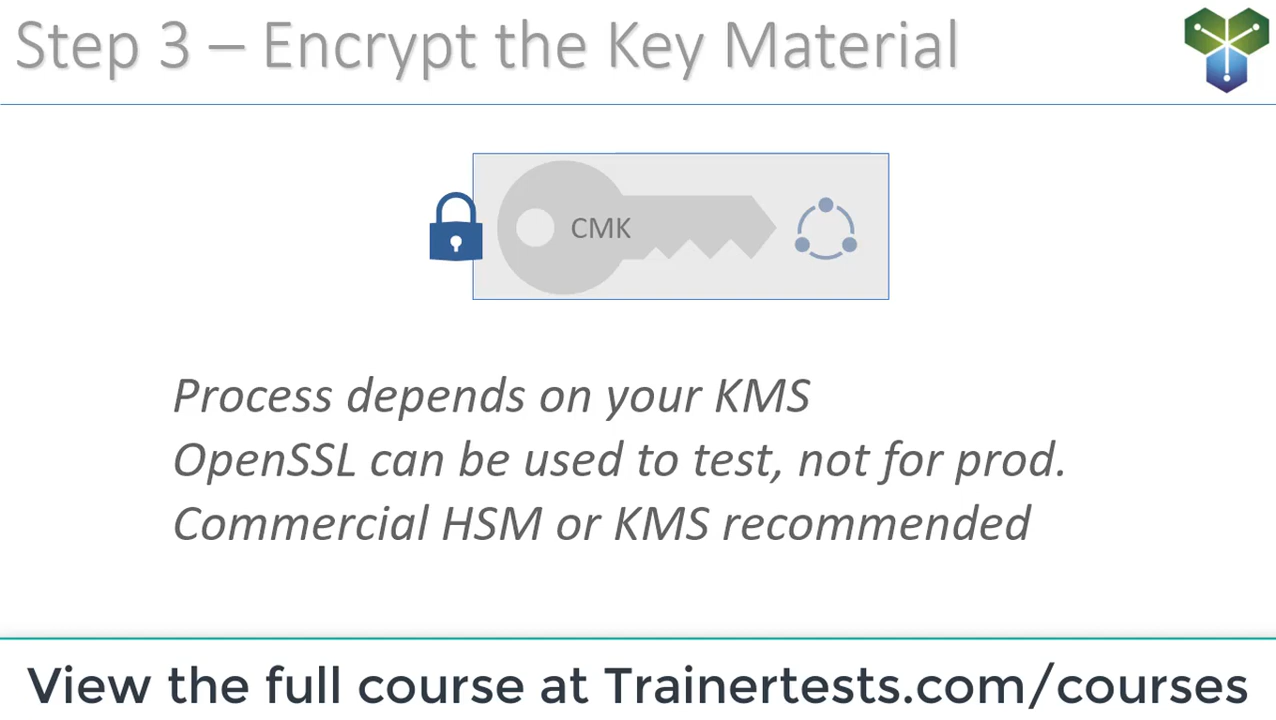 Step 3 – Encrypt the Key Material
CMK
Process depends on your KMS
OpenSSL can be used to test, not for prod.
Commercial HSM or KMS recommended
View the full course at Trainertests.com/courses